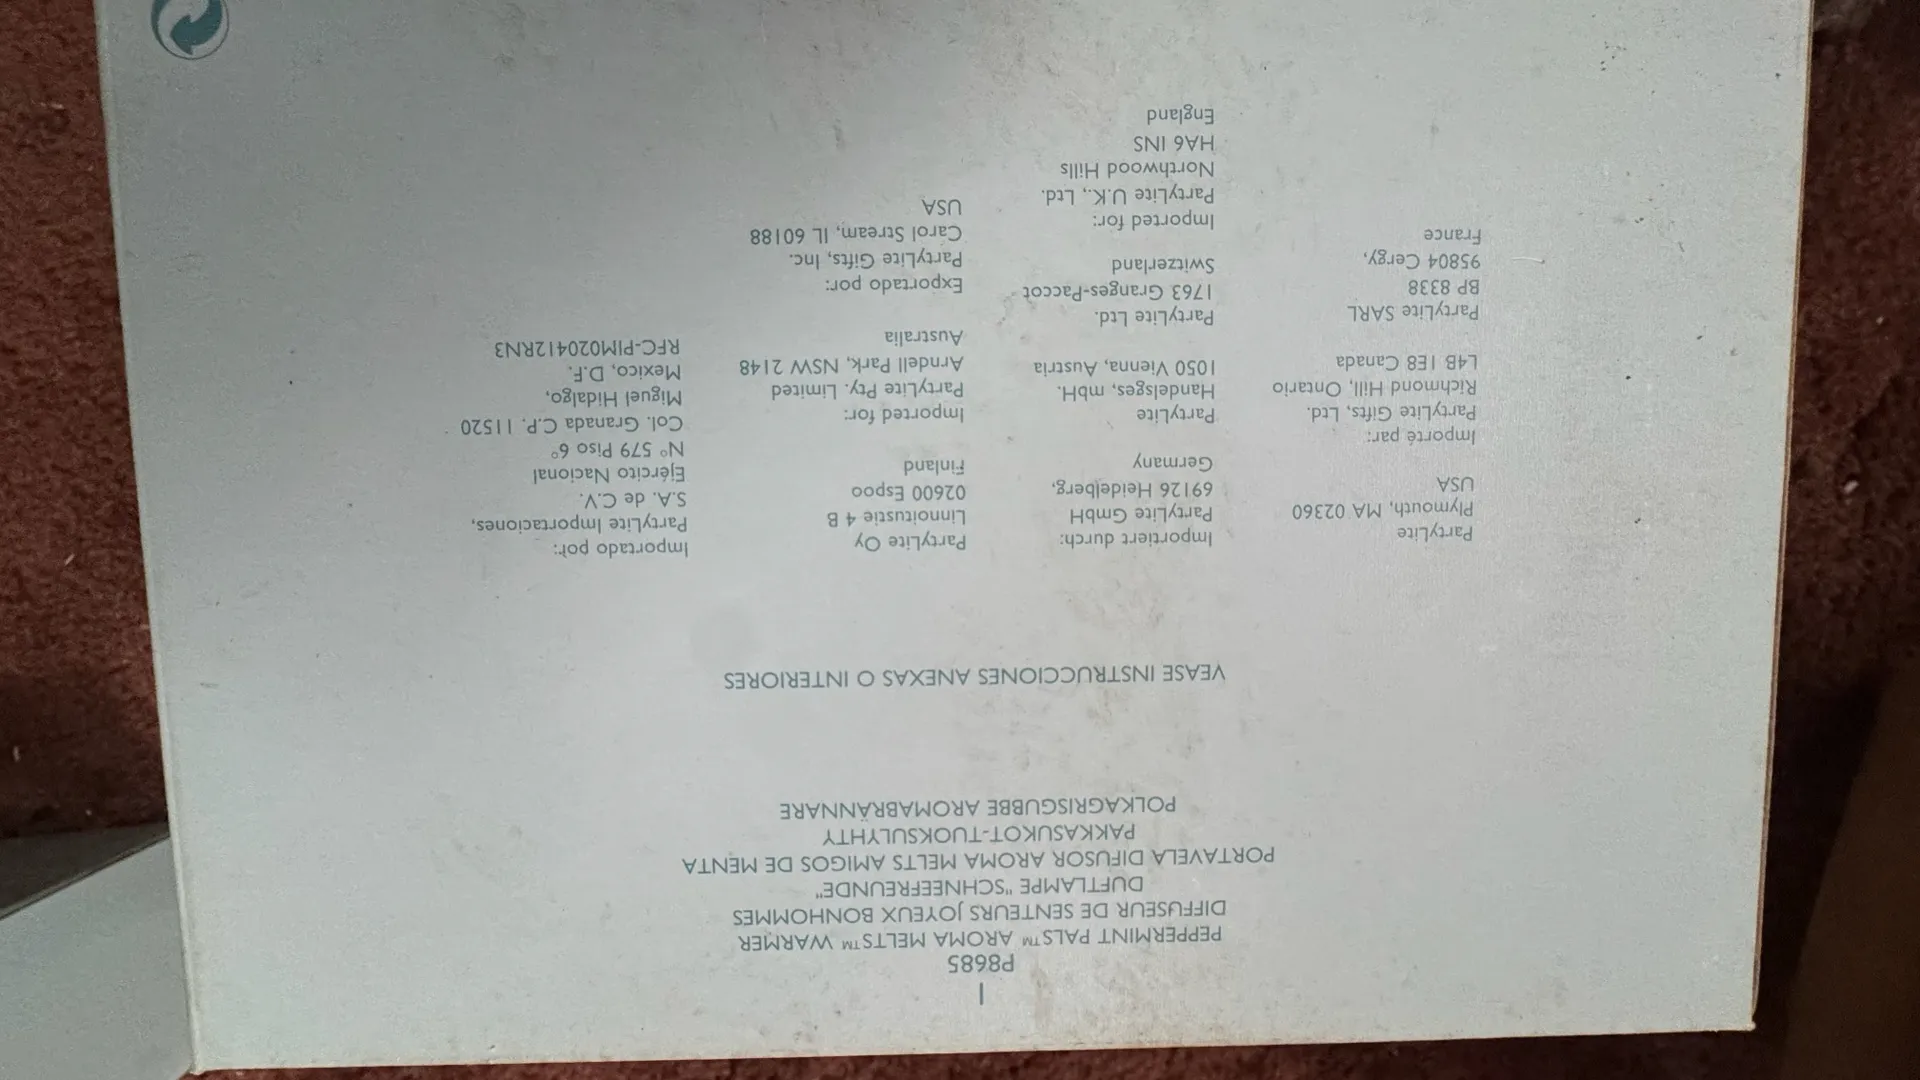 1
P8685
PEPPERMINT PALS™ AROMA MELTS™ WARMER
DIFFUSEUR DE SENTEURS JOYEUX BONHOMMES
DUFTLAMPE "SCHNEEFREUNDE"
PORTAVELA DIFUSOR AROMA MELTS AMIGOS DE MENTA
PAKKASUKOT-TUOKSULYHTY
POLKAGRISGUBBE AROMABRÄNNARE
VEASE INSTRUCCIONES ANEXAS O INTERIORES
PartyLite
Plymouth, MA 02360
USA
Importé par:
PartyLite Gifts, Ltd.
Richmond Hill, Ontario
L4B 1E8 Canada
PartyLite SARL
BP 8338
95804 Cergy,
France
Importiert durch:
PartyLite GmbH
69126 Heidelberg,
Germany
PartyLite
Handelsges, mbH.
1050 Vienna, Austria
PartyLite Ltd.
1763 Granges-Paccot
Switzerland
Imported for:
PartyLite U.K., Ltd.
Northwood Hills
HA6 INS
England
PartyLite Oy
Linnoitustie 4 B
02600 Espoo
Finland
Imported for:
PartyLite Pty. Limited
Arndell Park, NSW 2148
Australia
Exportado por:
PartyLite Gifts, Inc.
Carol Stream, IL 60188
USA
Importado por:
PartyLite Importaciones,
S.A. de C.V.
Ejército Nacional
N° 579 Piso 6°
Col. Granada C.P. 11520
Miguel Hidalgo,
Mexico, D.F.
RFC-PIM020412RN3